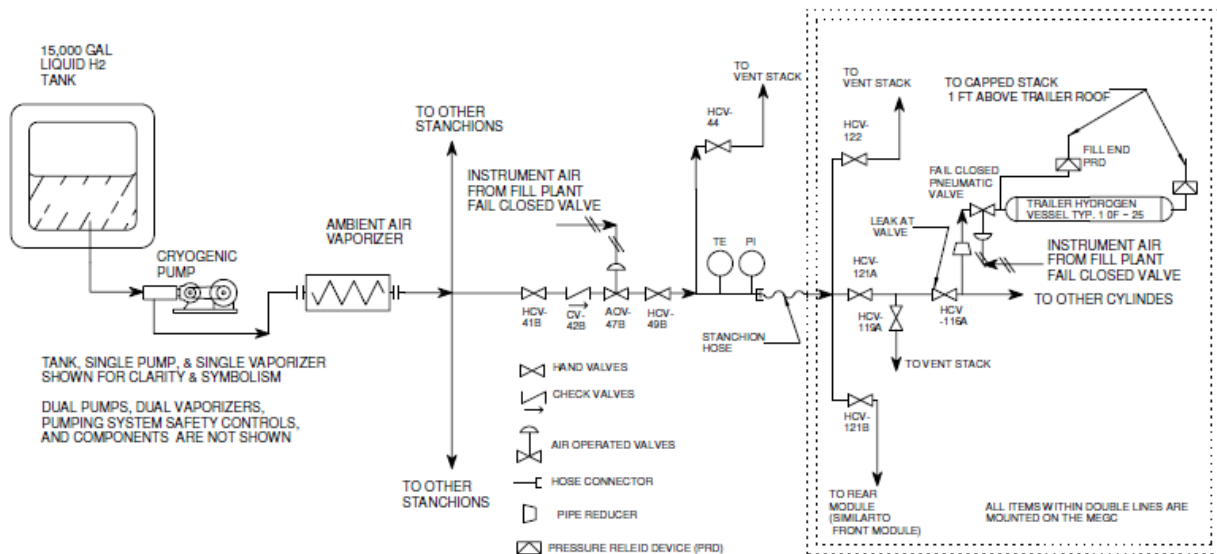 15,000 GAL
LIQUID H2
TANK
CRYOGENIC
PUMP
TANK, SINGLE PUMP, & SINGLE VAPORIZER
SHOWN FOR CLARITY & SYMBOLISM
DUAL PUMPS, DUAL VAPORIZERS,
PUMPING SYSTEM SAFETY CONTROLS,
AND COMPONENTS ARE NOT SHOWN
AMBIENT AIR
VAPORIZER
TO OTHER
STANCHIONS
INSTRUMENT AIR
FROM FILL PLANT
FAIL CLOSED VALVE
HCV-
41B
CV-
42B
AOV-
47B
HCV-
49B
TO OTHER
STANCHIONS
HAND VALVES
CHECK VALVES
AIR OPERATED VALVES
HOSE CONNECTOR
PIPE REDUCER
PRESSURE RELEID DEVICE (PRD)
TO
VENT STACK
HCV-
44
TE
PI
STANCHION
HOSE
TO
VENT STACK
HCV-
122
TO CAPPED STACK
1 FT ABOVE TRAILER ROOF
FILL END
PRD
FAIL CLOSED
PNEUMATIC
VALVE
TRAILER HYDROGEN
VESSEL TYP. 1 OF ~ 25
LEAK AT
VALVE
INSTRUMENT AIR
FROM FILL PLANT
FAIL CLOSED VALVE
HCV-
121A
HCV-
119A
HCV
-116A
TO OTHER CYLINDES
TO VENT STACK
HCV-
121B
TO REAR
MODULE
(SIMILARTO
FRONT MODULE)
ALL ITEMS WITHIN DOUBLE LINES ARE
MOUNTED ON THE MEGC